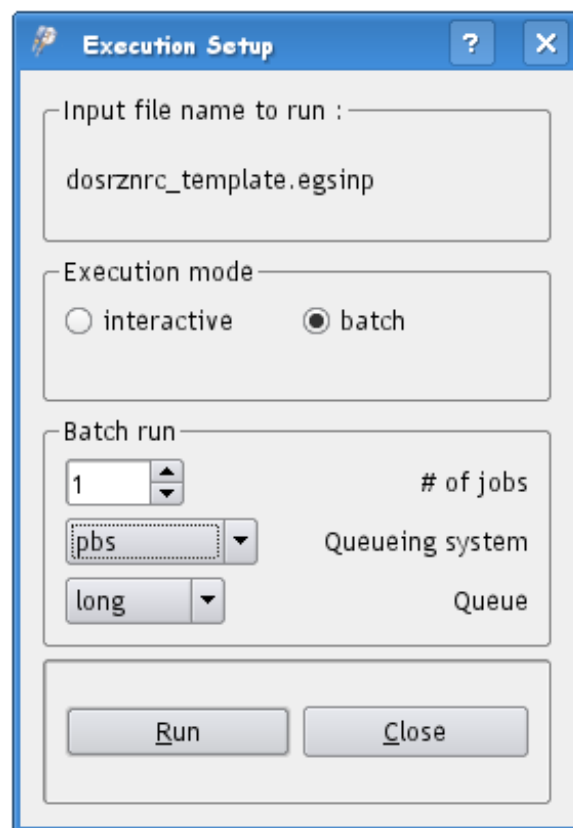 Execution Setup ? X
Input file name to run :
dosrznrc_template.egsinp
Execution mode
interactive batch
Batch run
1 # of jobs
pbs Queueing system
long Queue
Run Close